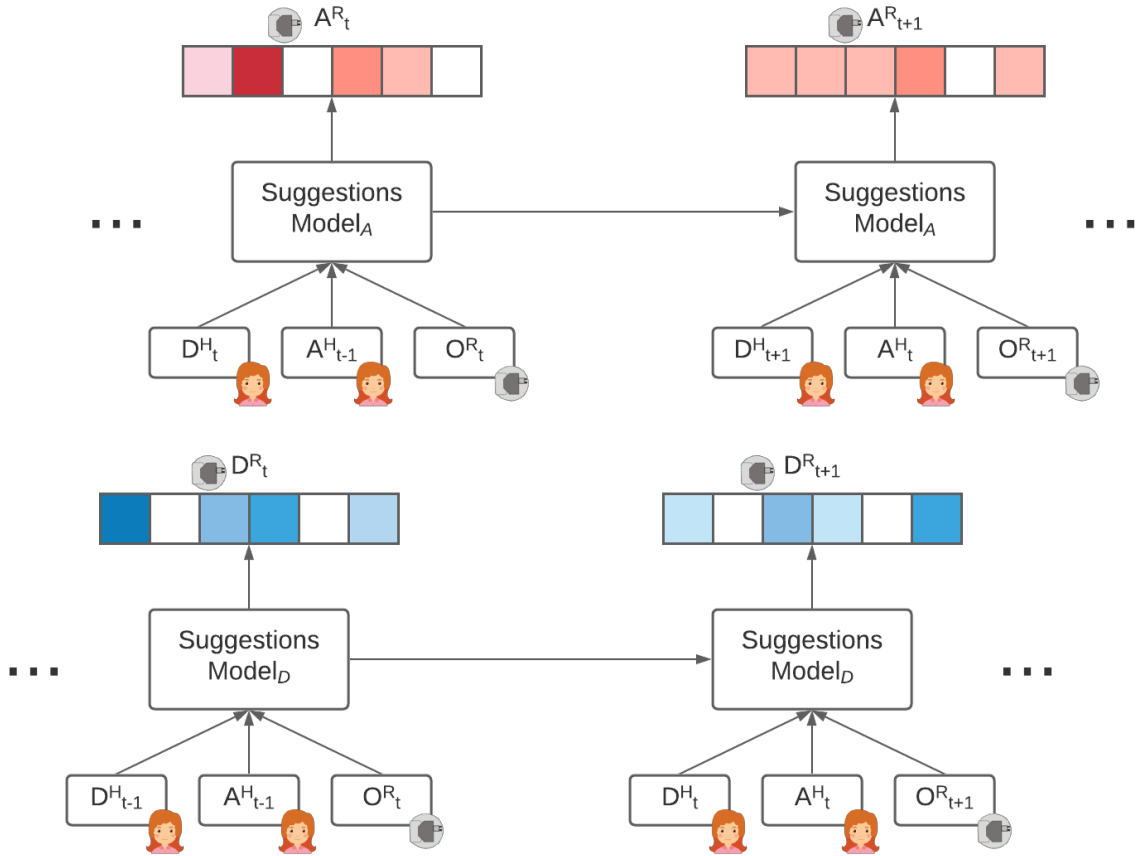 A^R_t A^R_{t+1}
Suggestions Suggestions
Model_A Model_A
... ...
D^H_t A^H_{t-1} O^R_t D^H_{t+1} A^H_t O^R_{t+1}
D^R_t D^R_{t+1}
Suggestions Suggestions
Model_D Model_D
... ...
D^H_{t-1} A^H_{t-1} O^R_t D^H_t A^H_t O^R_{t+1}